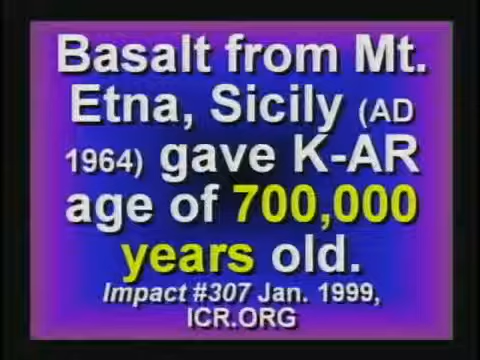 Basalt from Mt.
Etna, Sicily (AD
1964) gave K-AR
age of 700,000
years old.
Impact #307 Jan. 1999,
ICR.ORG